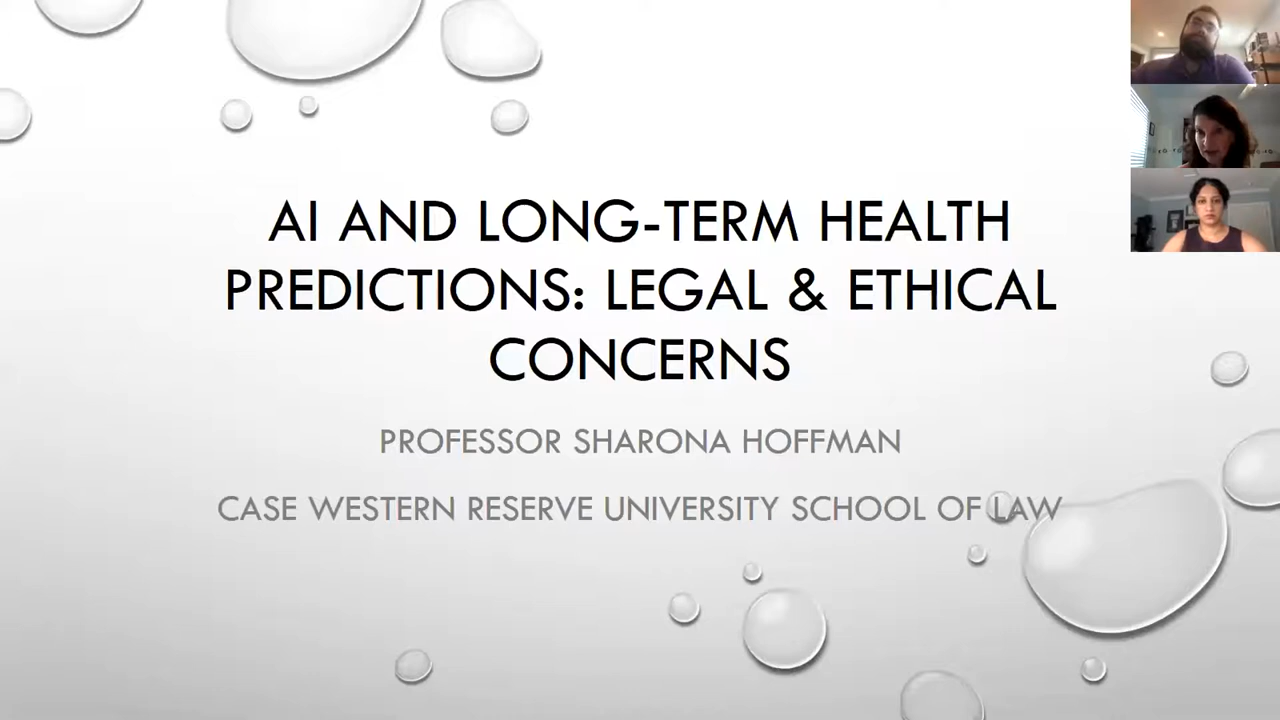 AI AND LONG-TERM HEALTH
PREDICTIONS: LEGAL & ETHICAL
CONCERNS
PROFESSOR SHARONA HOFFMAN
CASE WESTERN RESERVE UNIVERSITY SCHOOL OF LAW